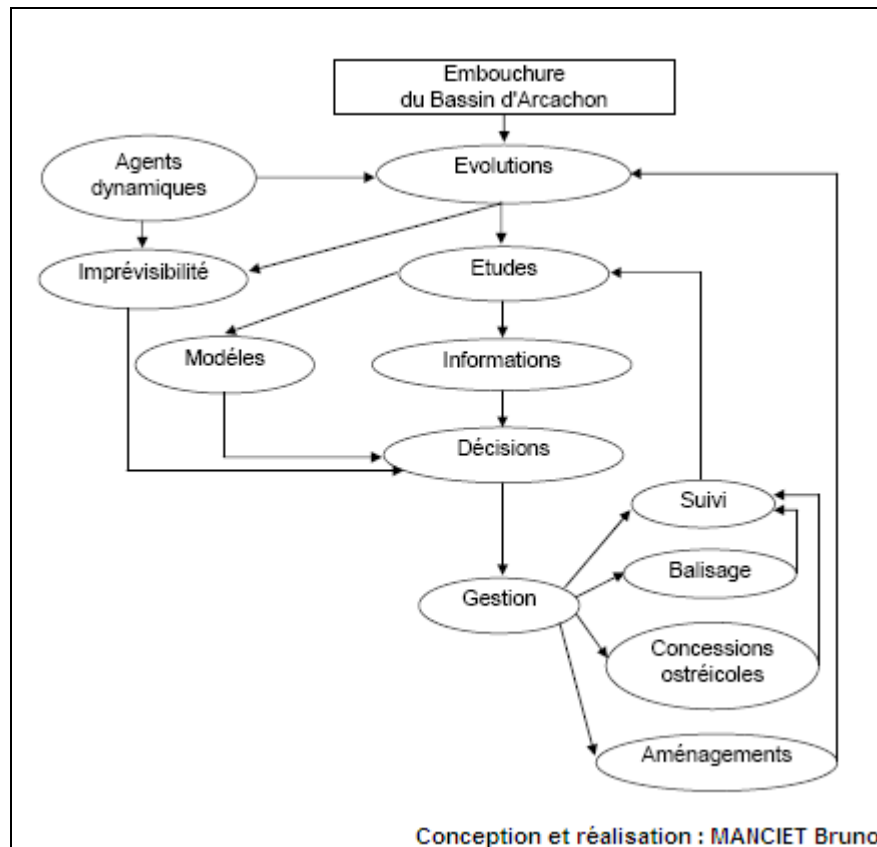 Embouchure
du Bassin d'Arcachon
Agents
dynamiques
Evolutions
Imprévisibilité
Etudes
Modéles
Informations
Décisions
Suivi
Balisage
Gestion
Concessions
ostréicoles
Aménagements
Conception et réalisation : MANCIET Bruno